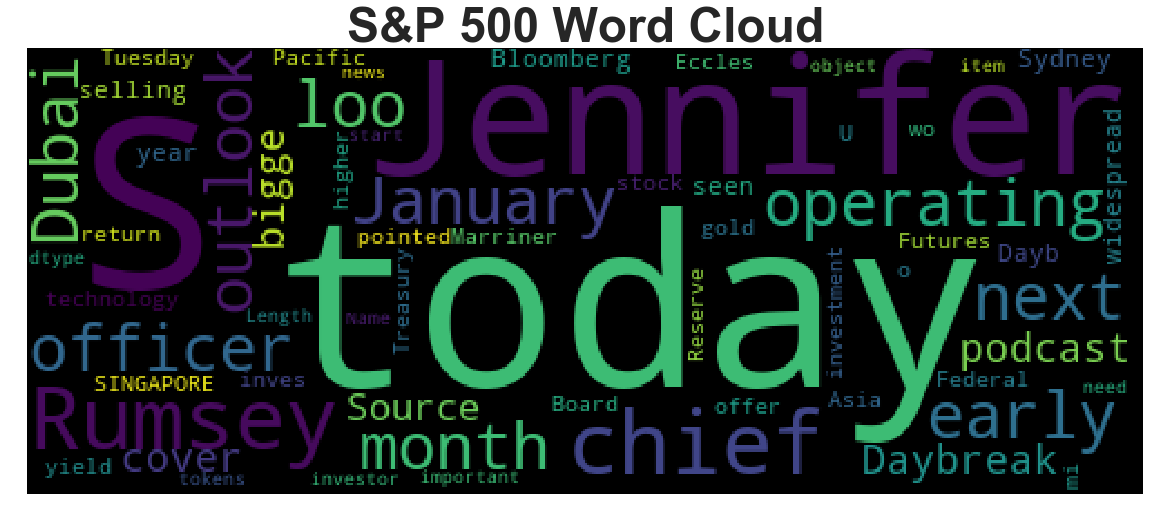 S&P 500 Word Cloud
Tuesday
Pacific
news
Bloomberg
Eccles
object
item
Sydney
Dubai
selling
S
year
outlook
bigge
loo
start
higher
Jennifer
u
wo
widespread
January
stock
seen
operating
return
pointed
Marriner
gold
Futures
Dayb
dtype
technology
today
Treasury
Reserve
investment
o
next
Length
Name
officer
podcast
SINGAPORE
inves
Federal
need
Rumsey
Source
Board
offer
Asia
early
month
chief
cover
yield
tokens
investor
important
Daybreak
mi